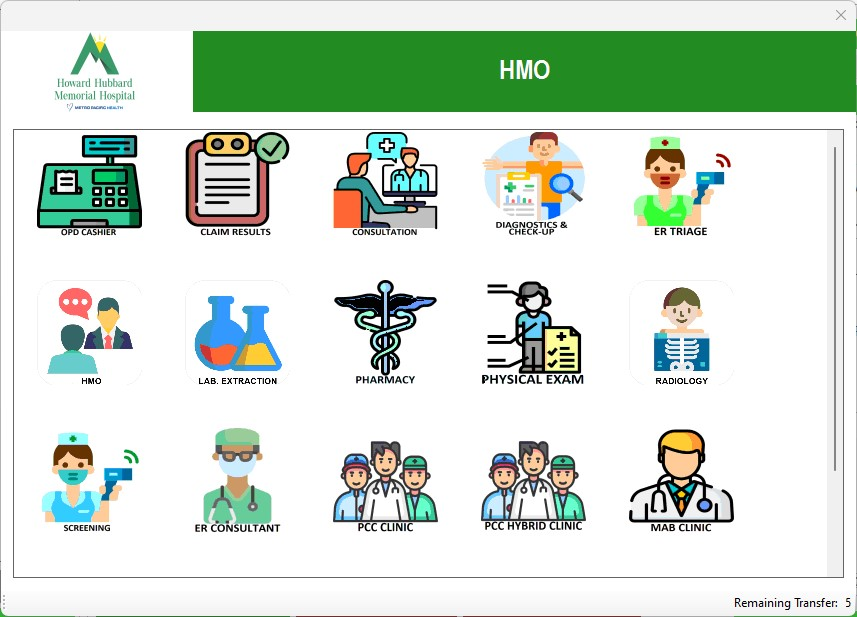 Howard Hubbard
Memorial Hospital
METRO PACIFIC HEALTH
HMO
OPD CASHIER
CLAIM RESULTS
CONSULTATION
DIAGNOSTICS &
CHECK-UP
ER TRIAGE
HMO
LAB. EXTRACTION
PHARMACY
PHYSICAL EXAM
RADIOLOGY
SCREENING
ER CONSULTANT
PCC CLINIC
PCC HYBRID CLINIC
MAB CLINIC
Remaining Transfer: 5